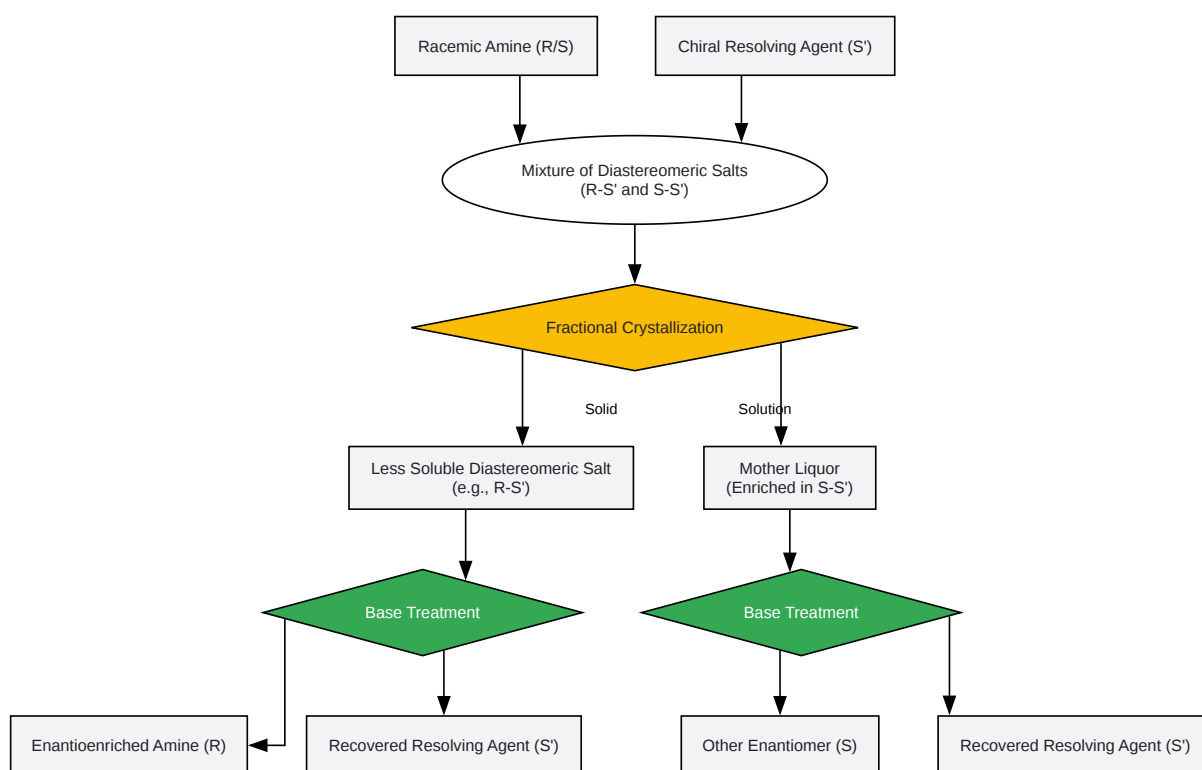 Racemic Amine (R/S)
Chiral Resolving Agent (S')
Mixture of Diastereomeric Salts
(R-S' and S-S')
Fractional Crystallization
Solid
Solution
Less Soluble Diastereomeric Salt
(e.g., R-S')
Mother Liquor
(Enriched in S-S')
Base Treatment
Base Treatment
Enantioenriched Amine (R)
Recovered Resolving Agent (S')
Other Enantiomer (S)
Recovered Resolving Agent (S')